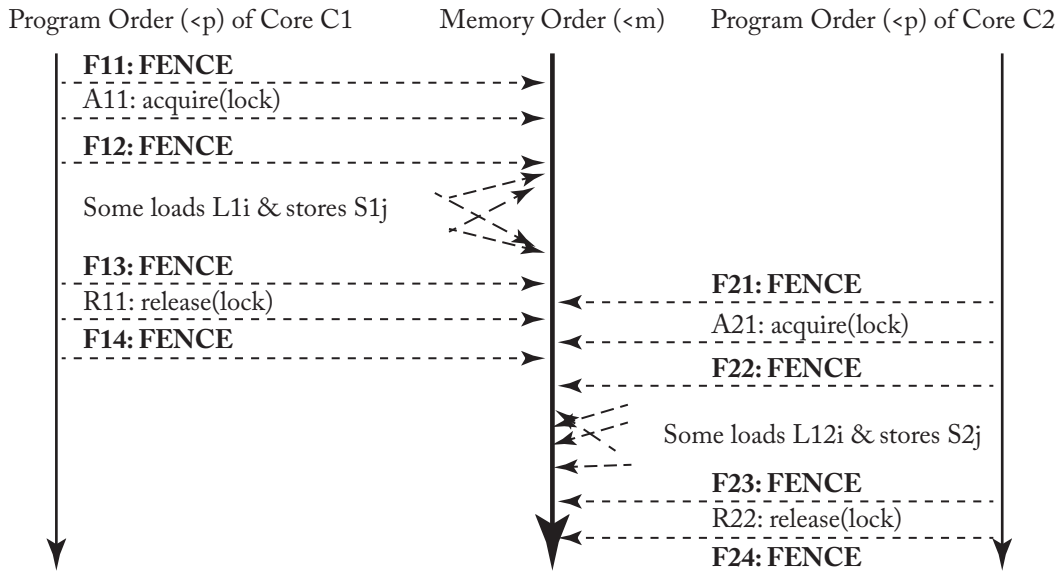 Program Order (<p) of Core C1    Memory Order (<m)    Program Order (<p) of Core C2
F11: FENCE
A11: acquire(lock)
F12: FENCE
Some loads L1i & stores S1j
F13: FENCE
R11: release(lock)
F14: FENCE
F21: FENCE
A21: acquire(lock)
F22: FENCE
Some loads L12i & stores S2j
F23: FENCE
R22: release(lock)
F24: FENCE